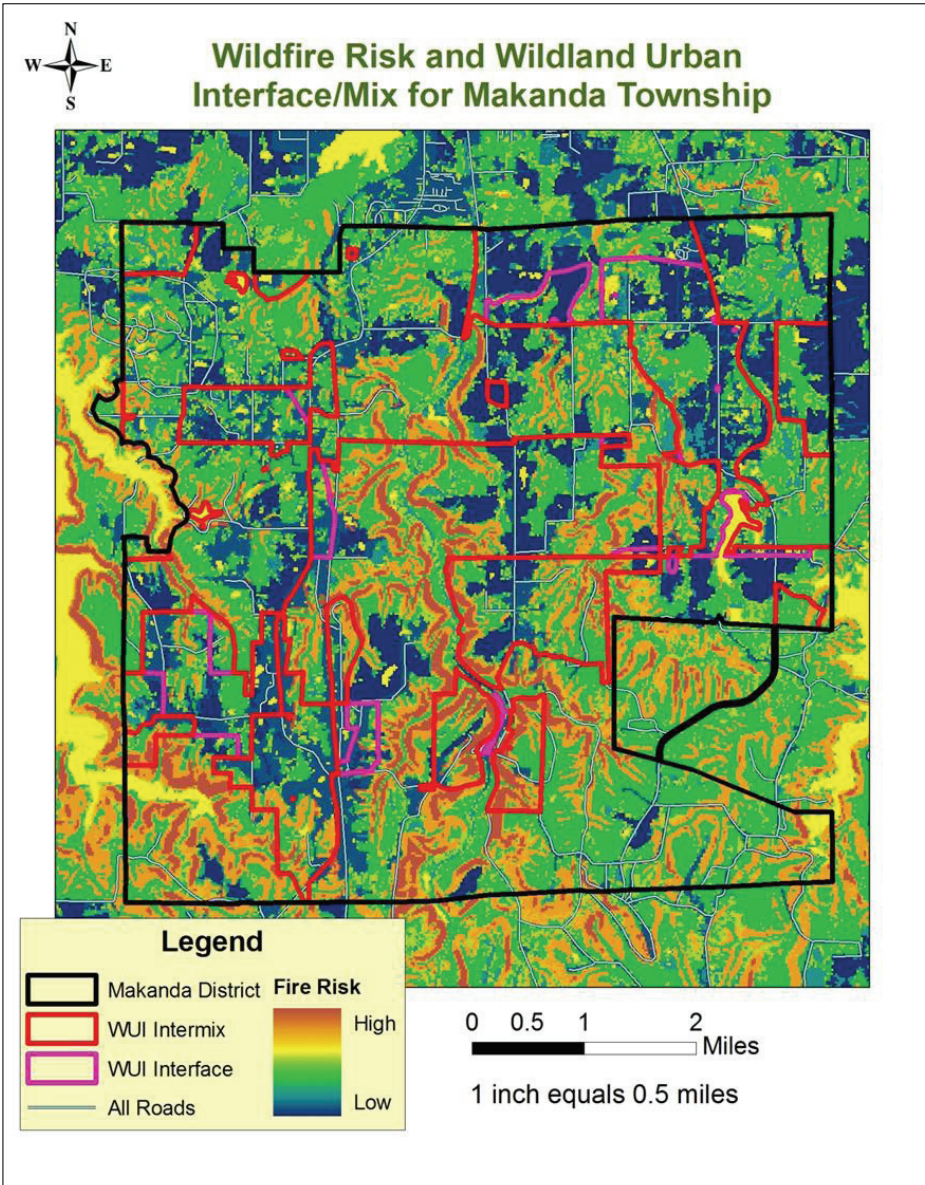 N
W E
S
Wildfire Risk and Wildland Urban
Interface/Mix for Makanda Township
Legend
Makanda District
WUI Intermix
WUI Interface
All Roads
Fire Risk
High
Low
0 0.5 1 2
Miles
1 inch equals 0.5 miles